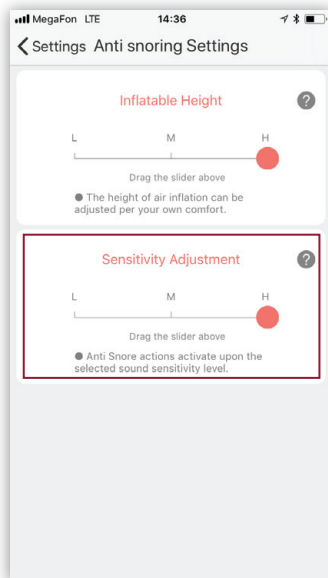 MegaFon LTE 14:36
Settings Anti snoring Settings
Inflatable Height ?
L M H
Drag the slider above
● The height of air inflation can be
adjusted per your own comfort.
Sensitivity Adjustment ?
L M H
Drag the slider above
● Anti Snore actions activate upon the
selected sound sensitivity level.